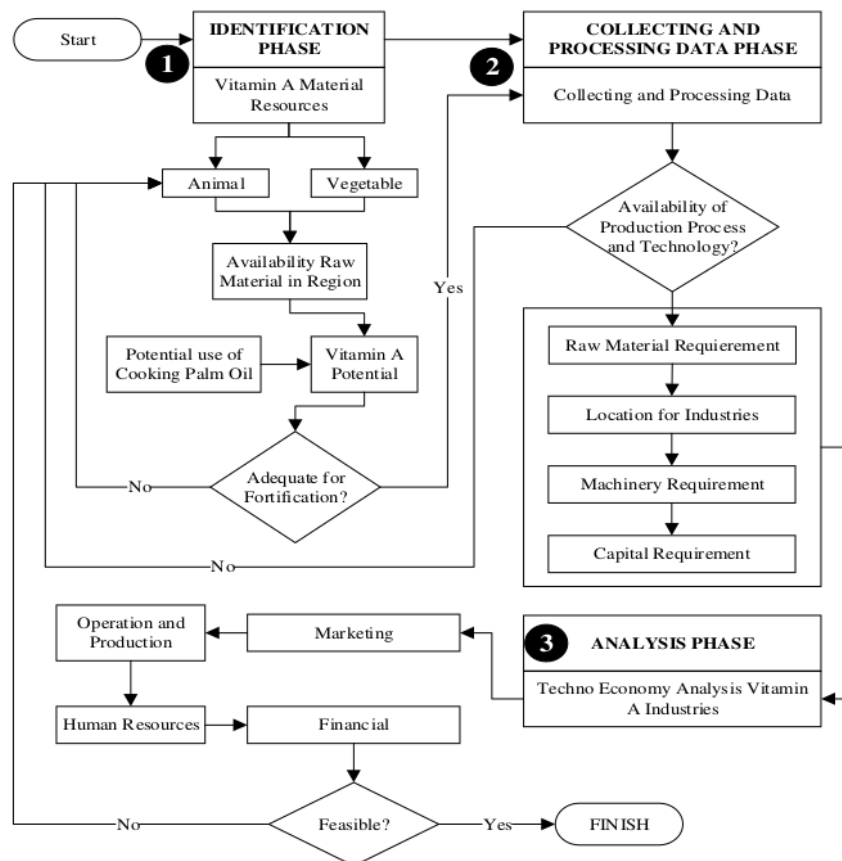 Start
1
IDENTIFICATION
PHASE
Vitamin A Material
Resources
2
COLLECTING AND
PROCESSING DATA PHASE
Collecting and Processing Data
Animal
Vegetable
Availability Raw
Material in Region
Potential use of
Cooking Palm Oil
Vitamin A
Potential
Adequate for
Fortification?
No
Yes
Availability of
Production Process
and Technology?
No
Raw Material Requierement
Location for Industries
Machinery Requirement
Capital Requirement
3
ANALYSIS PHASE
Techno Economy Analysis Vitamin
A Industries
Marketing
Operation and
Production
Human Resources
Financial
Feasible?
No
Yes
FINISH